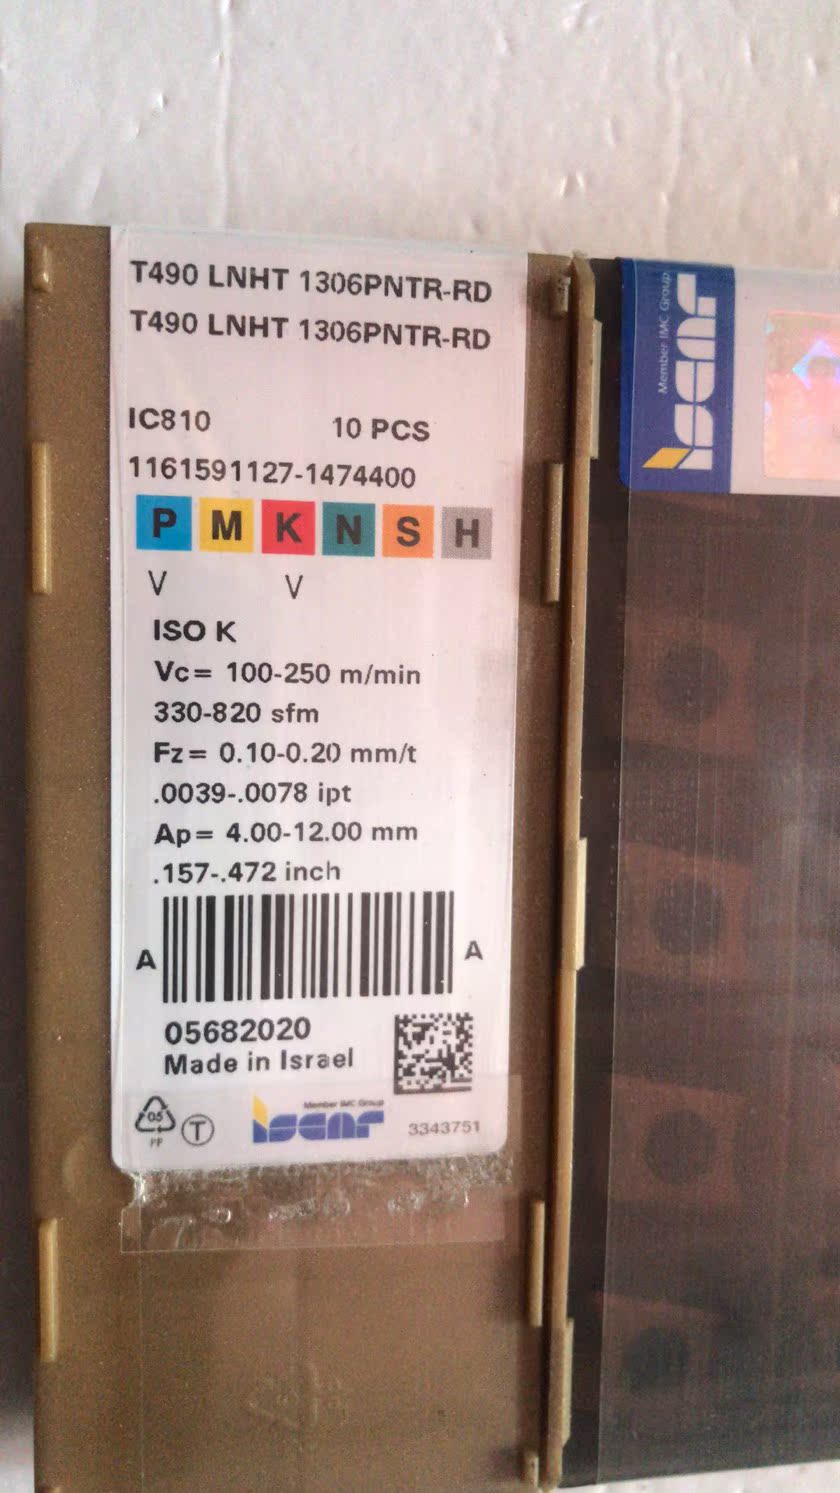 T490 LNHT 1306PNTR-RD
T490 LNHT 1306PNTR-RD
IC810 10 PCS
1161591127-1474400
P M K N S H
V V
ISO K
Vc= 100-250 m/min
330-820 sfm
Fz= 0.10-0.20 mm/t
.0039-.0078 ipt
Ap= 4.00-12.00 mm
.157-.472 inch
A A
05682020
Made in Israel
05
PP
T
Member IMC Group
iscar
3343751
Member IMC Group
iscar